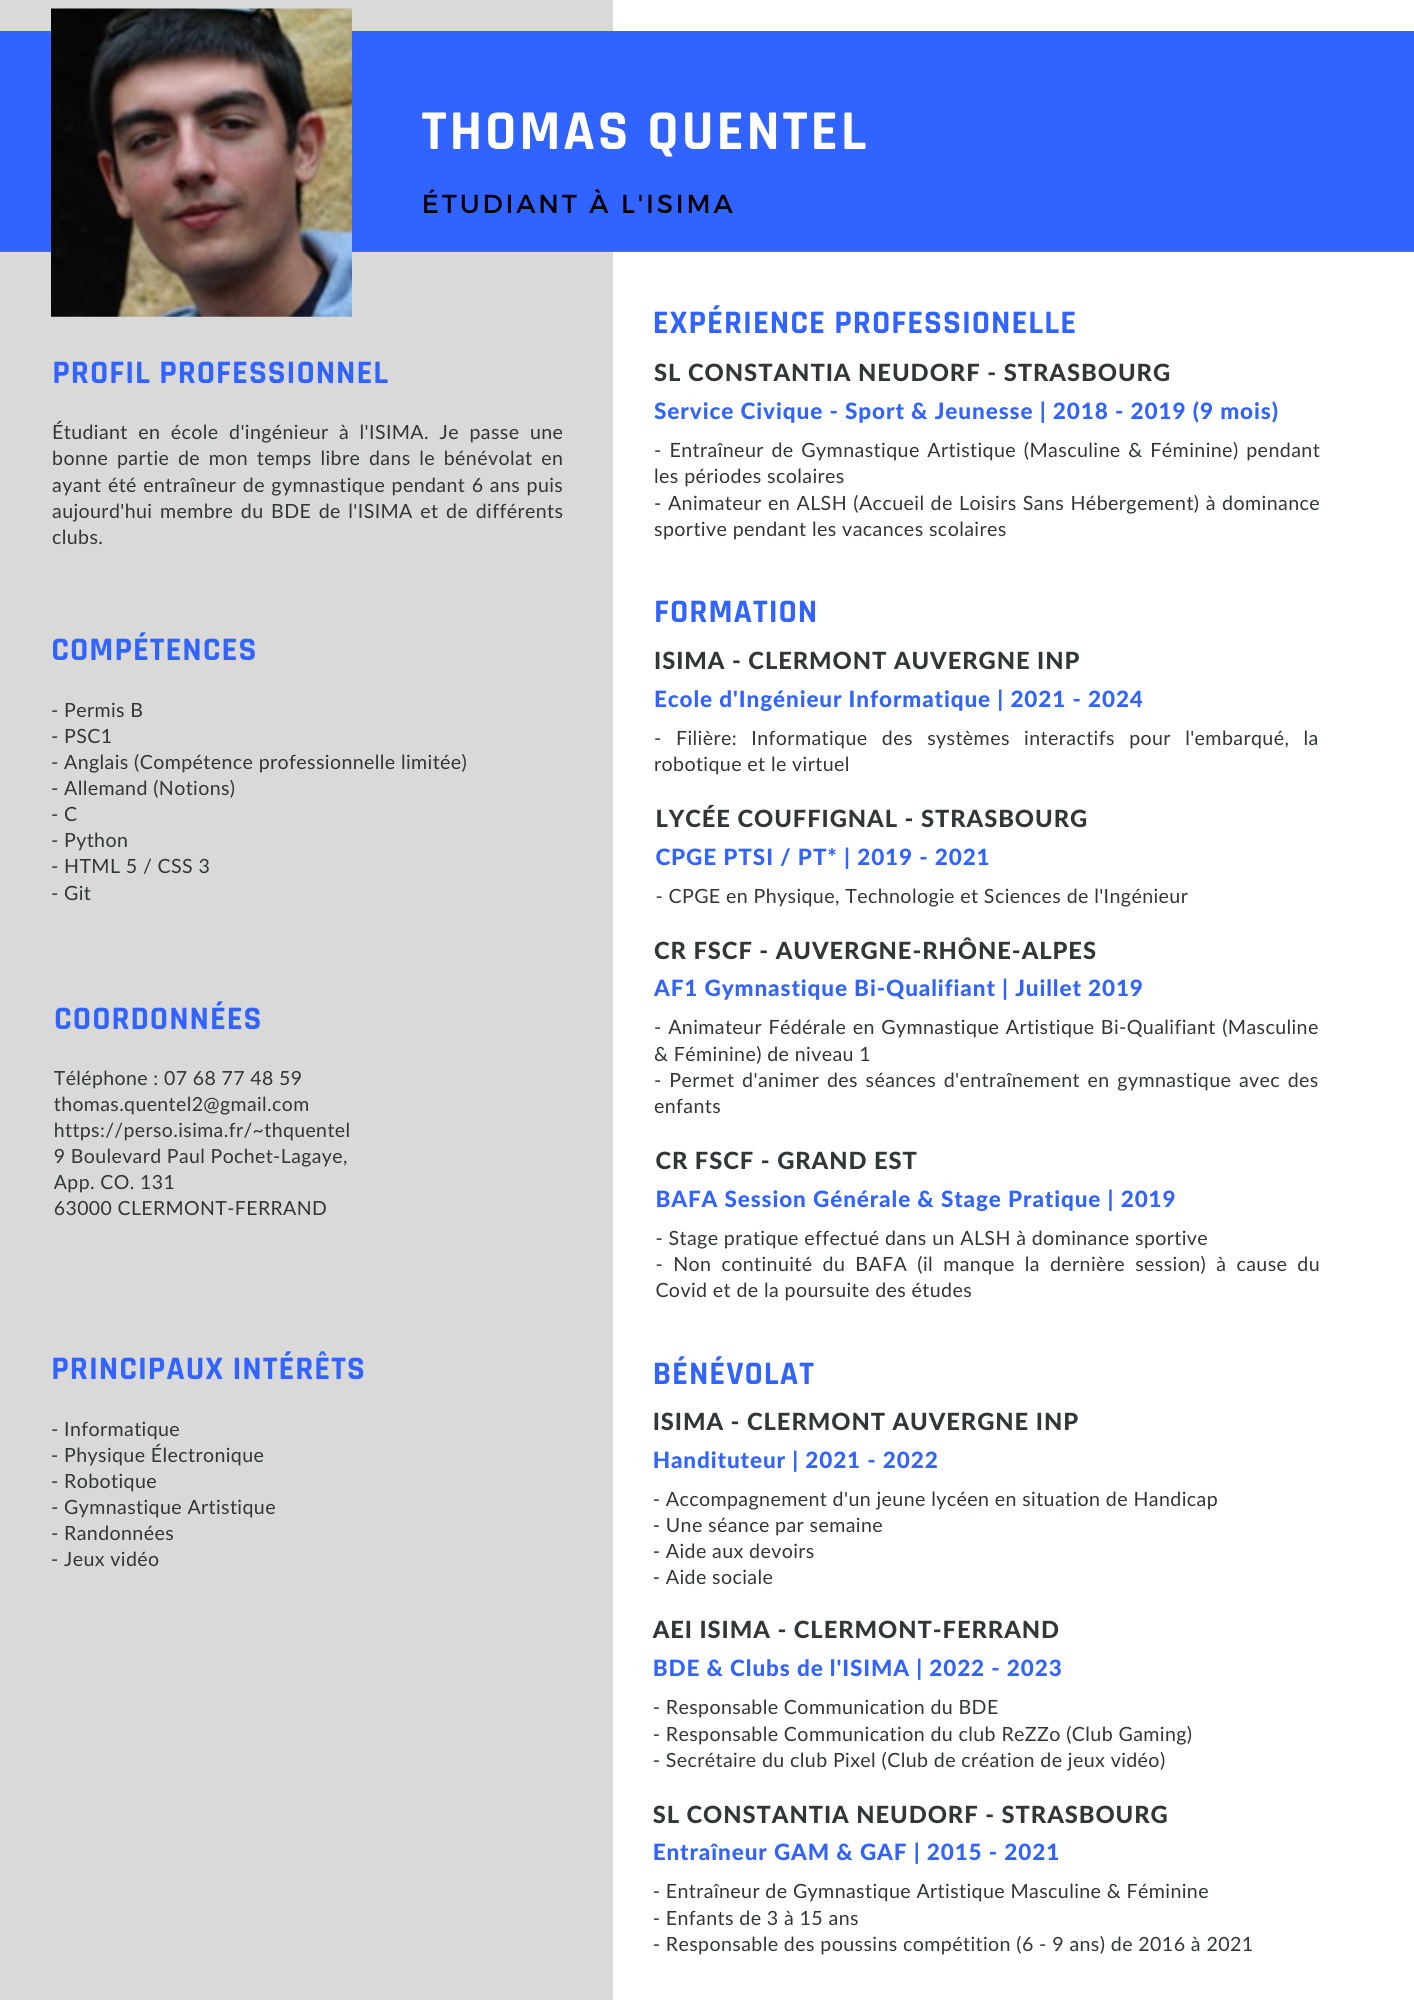 THOMAS QUENTEL
ÉTUDIANT À L'ISIMA
PROFIL PROFESSIONNEL
Étudiant en école d'ingénieur à l'ISIMA. Je passe une
bonne partie de mon temps libre dans le bénévolat en
ayant été entraîneur de gymnastique pendant 6 ans puis
aujourd'hui membre du BDE de l'ISIMA et de différents
clubs.
COMPÉTENCES
- Permis B
- PSC1
- Anglais (Compétence professionnelle limitée)
- Allemand (Notions)
- C
- Python
- HTML 5 / CSS 3
- Git
COORDONNÉES
Téléphone : 07 68 77 48 59
thomas.quentel2@gmail.com
https://perso.isima.fr/~thquentel
9 Boulevard Paul Pochet-Lagaye,
App. CO. 131
63000 CLERMONT-FERRAND
PRINCIPAUX INTÉRÊTS
- Informatique
- Physique Électronique
- Robotique
- Gymnastique Artistique
- Randonnées
- Jeux vidéo
EXPÉRIENCE PROFESSIONELLE
SL CONSTANTIA NEUDORF - STRASBOURG
Service Civique - Sport & Jeunesse | 2018 - 2019 (9 mois)
- Entraîneur de Gymnastique Artistique (Masculine & Féminine) pendant
les périodes scolaires
- Animateur en ALSH (Accueil de Loisirs Sans Hébergement) à dominance
sportive pendant les vacances scolaires
FORMATION
ISIMA - CLERMONT AUVERGNE INP
Ecole d'Ingénieur Informatique | 2021 - 2024
- Filière: Informatique des systèmes interactifs pour l'embarqué, la
robotique et le virtuel
LYCÉE COUFFIGNAL - STRASBOURG
CPGE PTSI / PT* | 2019 - 2021
- CPGE en Physique, Technologie et Sciences de l'Ingénieur
CR FSCF - AUVERGNE-RHÔNE-ALPES
AF1 Gymnastique Bi-Qualifiant | Juillet 2019
- Animateur Fédérale en Gymnastique Artistique Bi-Qualifiant (Masculine
& Féminine) de niveau 1
- Permet d'animer des séances d'entraînement en gymnastique avec des
enfants
CR FSCF - GRAND EST
BAFA Session Générale & Stage Pratique | 2019
- Stage pratique effectué dans un ALSH à dominance sportive
- Non continuité du BAFA (il manque la dernière session) à cause du
Covid et de la poursuite des études
BÉNÉVOLAT
ISIMA - CLERMONT AUVERGNE INP
Handituteur | 2021 - 2022
- Accompagnement d'un jeune lycéen en situation de Handicap
- Une séance par semaine
- Aide aux devoirs
- Aide sociale
AEI ISIMA - CLERMONT-FERRAND
BDE & Clubs de l'ISIMA | 2022 - 2023
- Responsable Communication du BDE
- Responsable Communication du club ReZZo (Club Gaming)
- Secrétaire du club Pixel (Club de création de jeux vidéo)
SL CONSTANTIA NEUDORF - STRASBOURG
Entraîneur GAM & GAF | 2015 - 2021
- Entraîneur de Gymnastique Artistique Masculine & Féminine
- Enfants de 3 à 15 ans
- Responsable des poussins compétition (6 - 9 ans) de 2016 à 2021